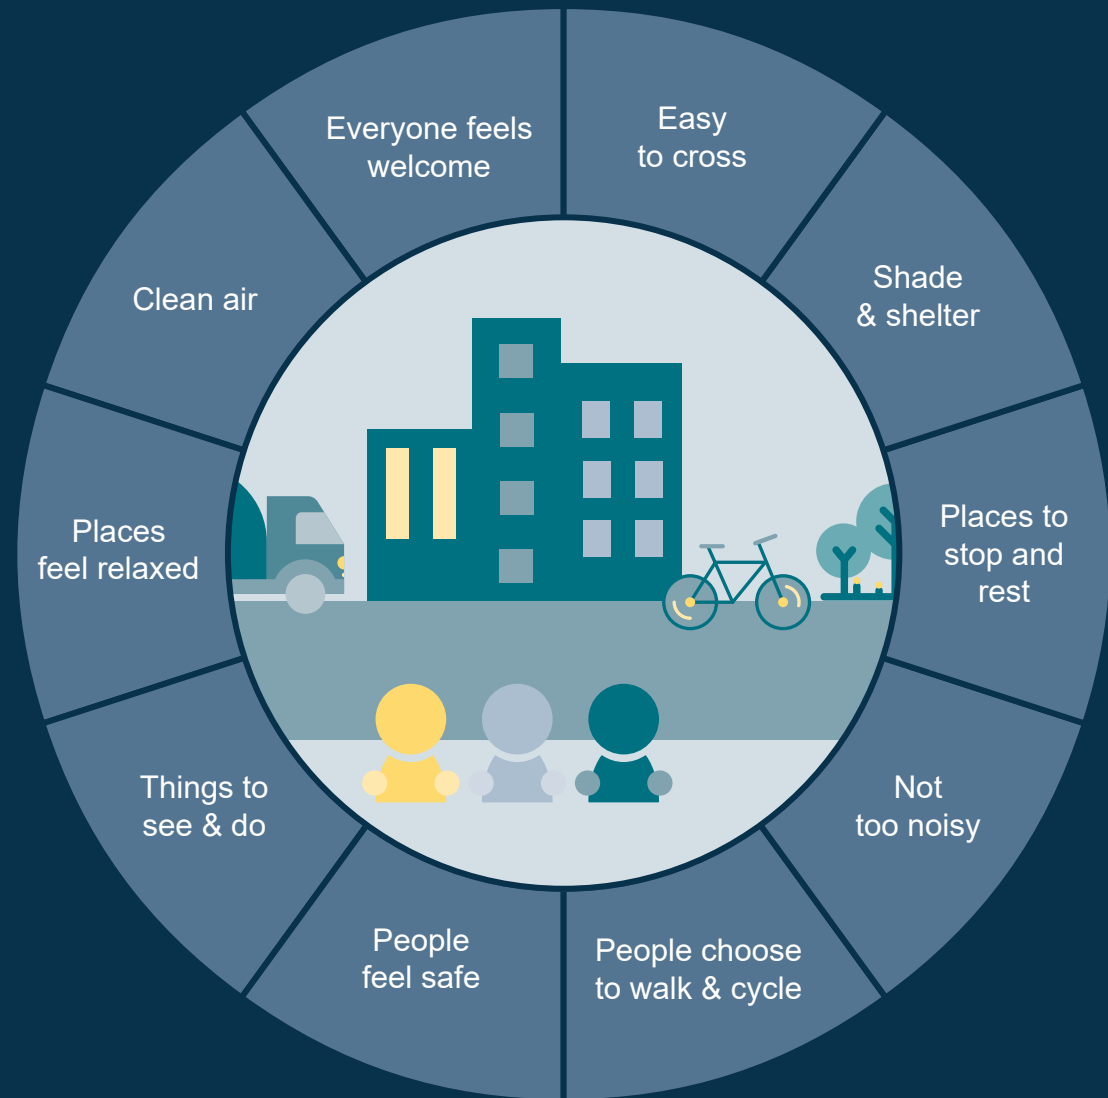 Everyone feels
welcome
Easy
to cross
Shade
& shelter
Places to
stop and
rest
Not
too noisy
People choose
to walk & cycle
People
feel safe
Things to
see & do
Places
feel relaxed
Clean air